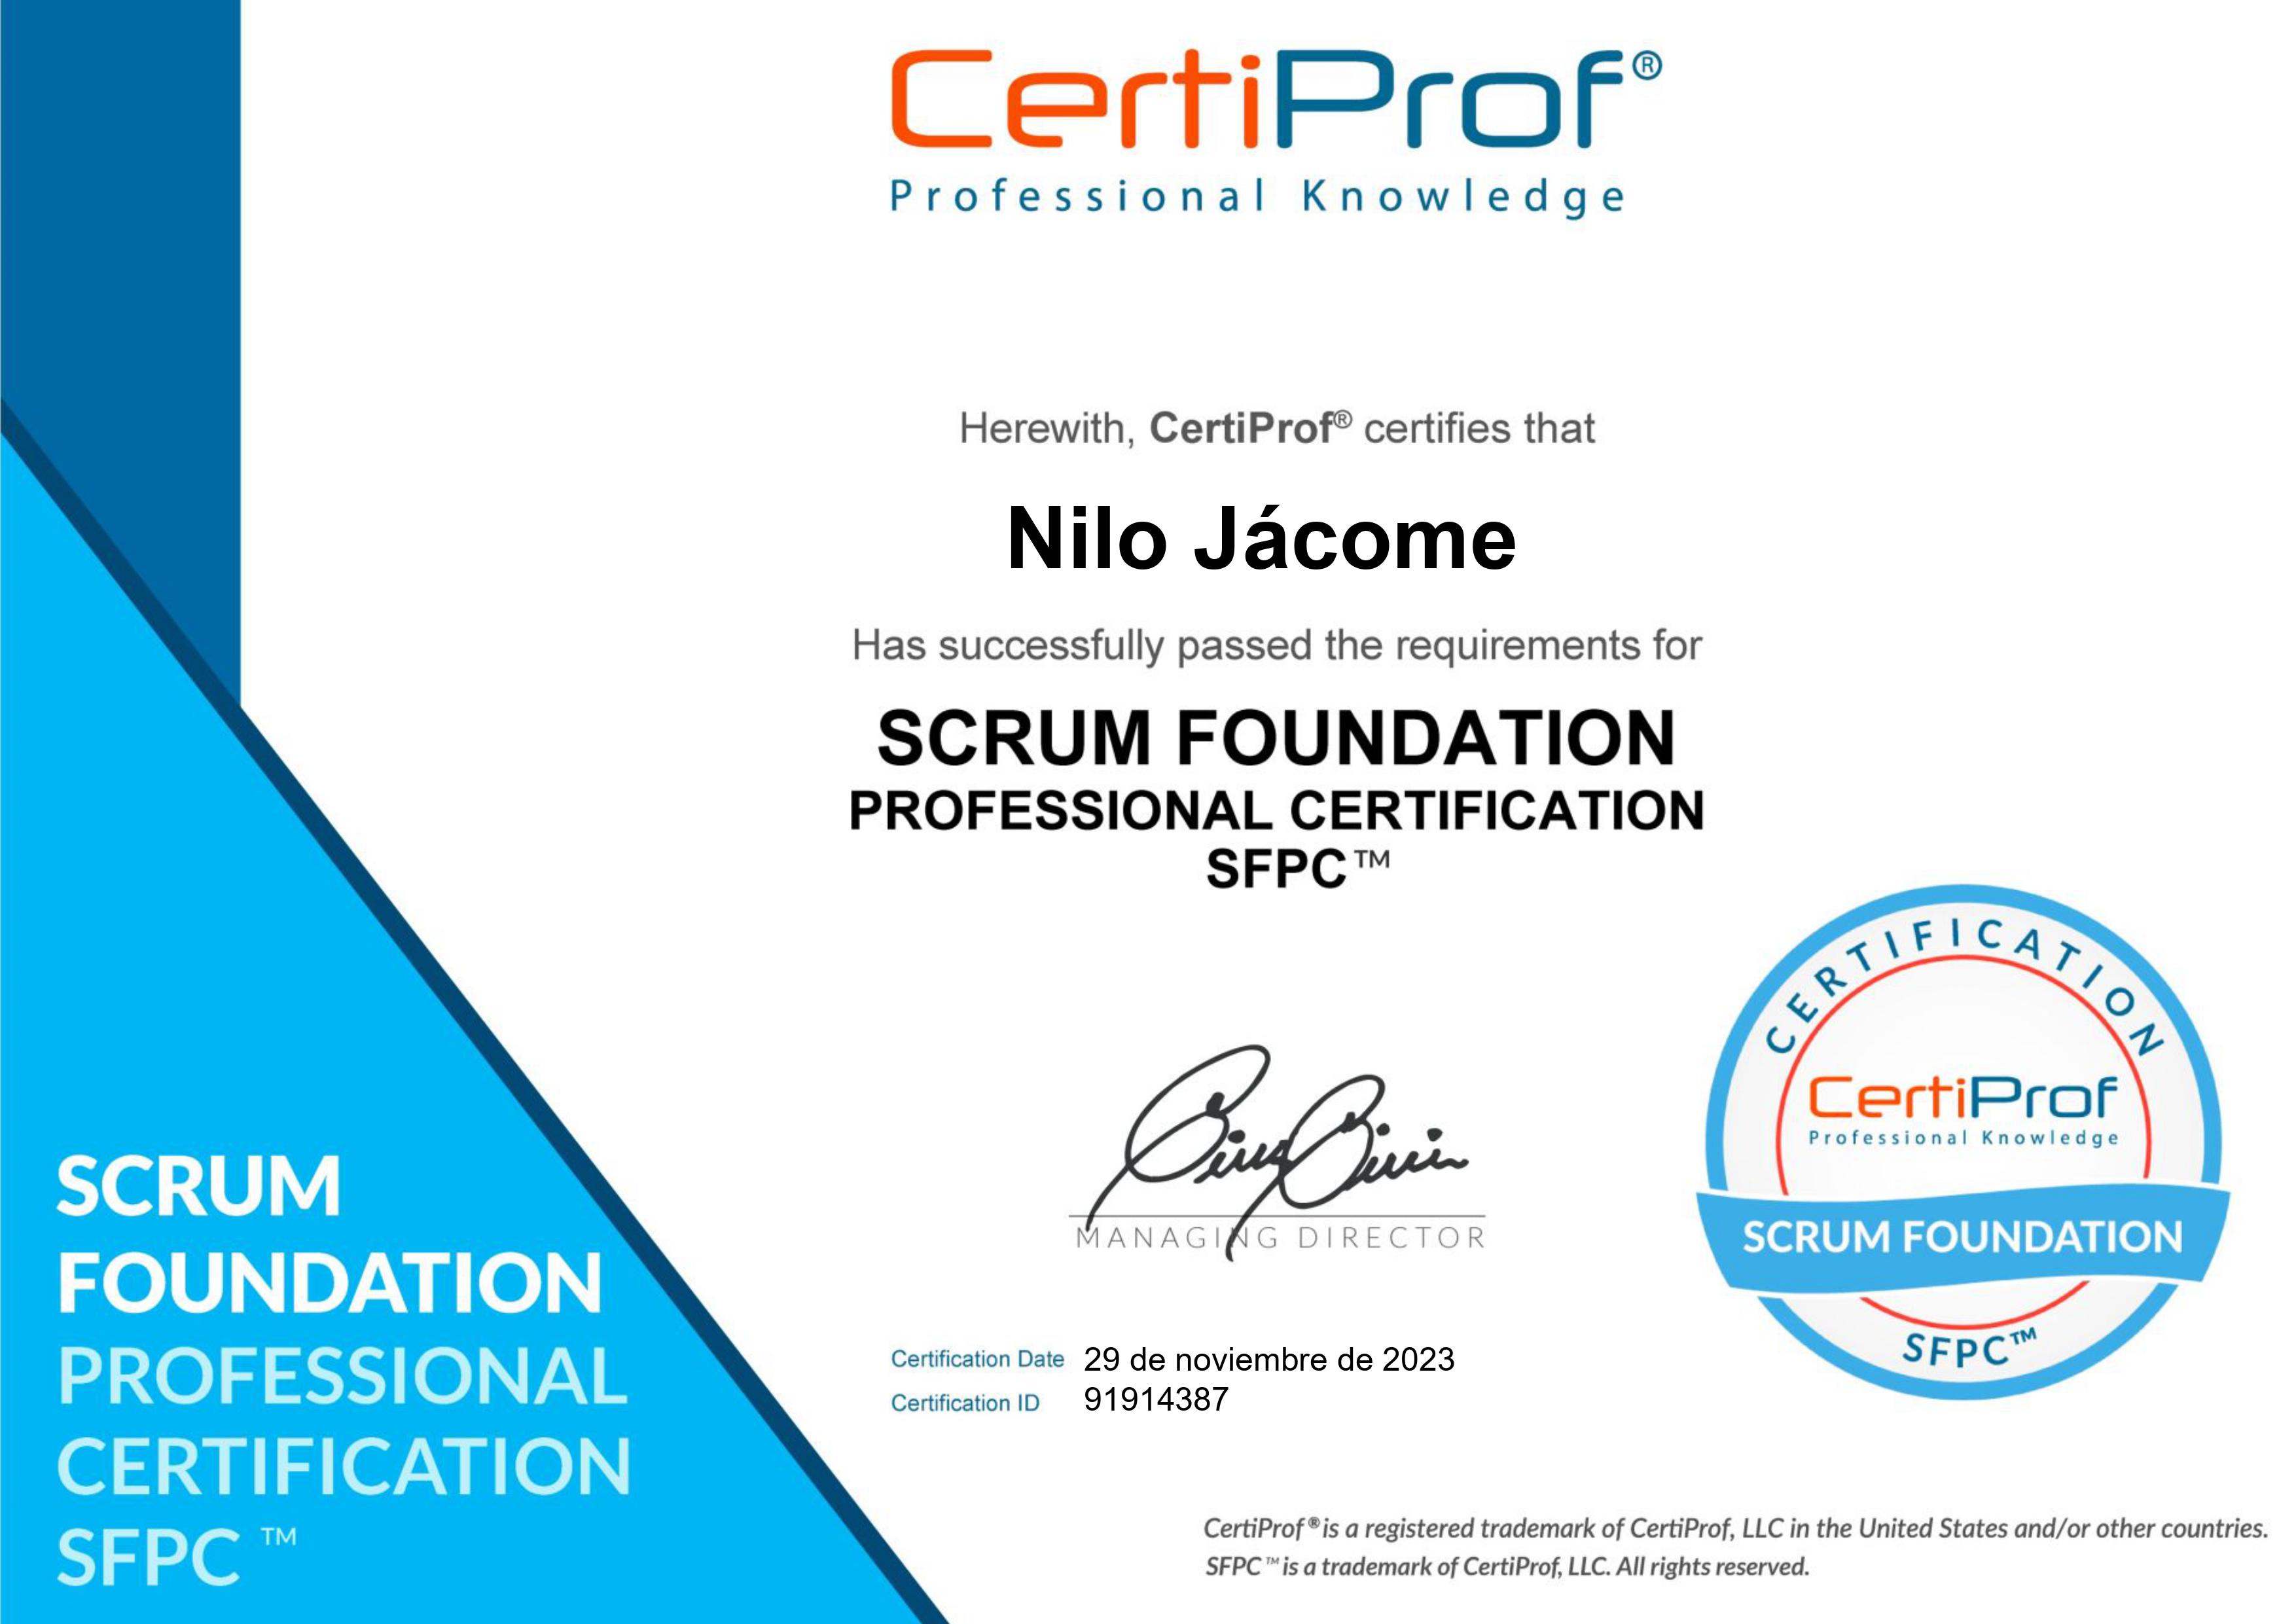 CertiProf®
Professional Knowledge
Herewith, CertiProf® certifies that
Nilo Jácome
Has successfully passed the requirements for
SCRUM FOUNDATION
PROFESSIONAL CERTIFICATION
SFPC™
MANAGING DIRECTOR
Certification Date 29 de noviembre de 2023
Certification ID 91914387
CERTIFICATION
CertiProf
Professional Knowledge
SCRUM FOUNDATION
SFPC™
SCRUM
FOUNDATION
PROFESSIONAL
CERTIFICATION
SFPC ™
CertiProf® is a registered trademark of CertiProf, LLC in the United States and/or other countries.
SFPC™ is a trademark of CertiProf, LLC. All rights reserved.